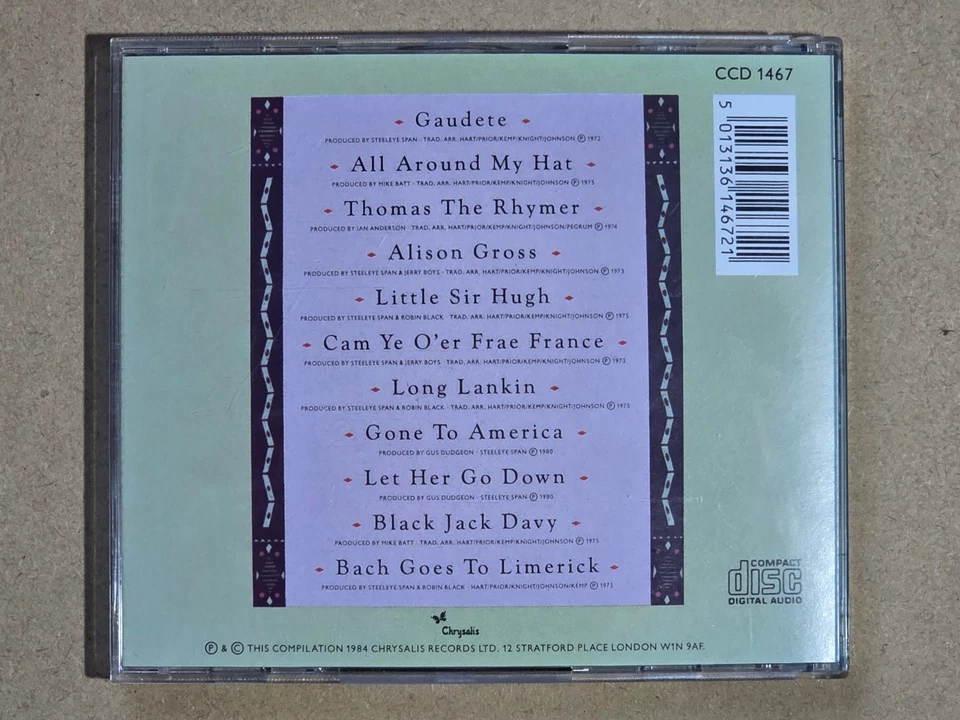 CCD 1467
5 013136 146721
Gaudete
PRODUCED BY STEELEYE SPAN · TRAD. ARR. HART/PRIOR/KEMP/KNIGHT/JOHNSON Ⓟ 1972
All Around My Hat
PRODUCED BY MIKE BATT · TRAD. ARR. HART/PRIOR/KEMP/KNIGHT/JOHNSON Ⓟ 1975
Thomas The Rhymer
PRODUCED BY IAN ANDERSON · TRAD. ARR. HART/PRIOR/KEMP/KNIGHT/JOHNSON/PEGRUM Ⓟ 1974
Alison Gross
PRODUCED BY STEELEYE SPAN & JERRY BOYS · TRAD. ARR. HART/PRIOR/KEMP/KNIGHT/JOHNSON Ⓟ 1973
Little Sir Hugh
PRODUCED BY STEELEYE SPAN & ROBIN BLACK · TRAD. ARR. HART/PRIOR/KEMP/KNIGHT/JOHNSON Ⓟ 1975
Cam Ye O'er Frae France
PRODUCED BY STEELEYE SPAN & JERRY BOYS · TRAD. ARR. HART/PRIOR/KEMP/KNIGHT/JOHNSON Ⓟ 1973
Long Lankin
PRODUCED BY STEELEYE SPAN & ROBIN BLACK · TRAD. ARR. HART/PRIOR/KEMP/KNIGHT/JOHNSON Ⓟ 1975
Gone To America
PRODUCED BY GUS DUDGEON · STEELEYE SPAN Ⓟ 1980
Let Her Go Down
PRODUCED BY GUS DUDGEON · STEELEYE SPAN Ⓟ 1980
Black Jack Davy
PRODUCED BY MIKE BATT · TRAD. ARR. HART/PRIOR/KEMP/KNIGHT/JOHNSON Ⓟ 1975
Bach Goes To Limerick
PRODUCED BY STEELEYE SPAN & ROBIN BLACK · HART/PRIOR/KNIGHT/JOHNSON/KEMP Ⓟ 1975
COMPACT
disc
DIGITAL AUDIO
Chrysalis
Ⓟ & © THIS COMPILATION 1984 CHRYSALIS RECORDS LTD. 12 STRATFORD PLACE LONDON W1N 9AF.